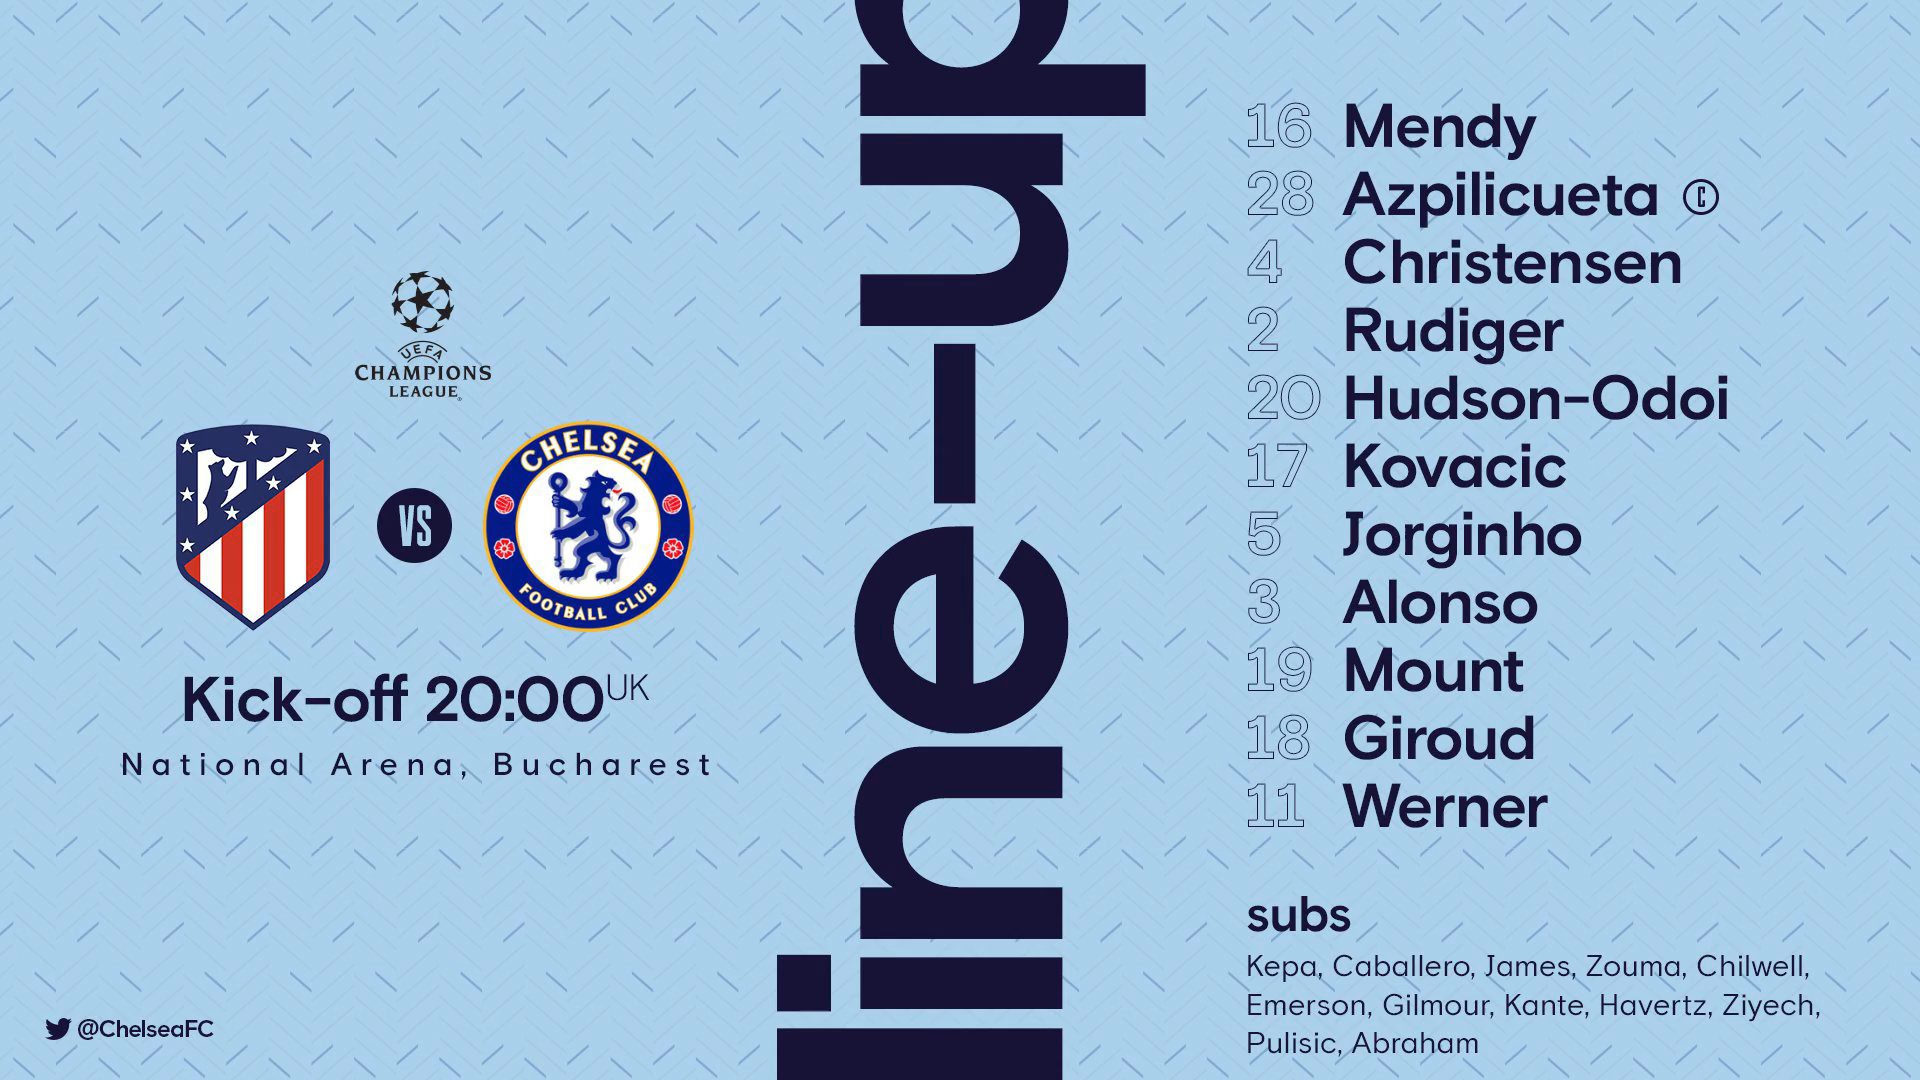 UEFA
CHAMPIONS
LEAGUE
CHELSEA
FOOTBALL CLUB
VS
Kick-off 20:00 UK
National Arena, Bucharest
@ChelseaFC
line-up
16 Mendy
28 Azpilicueta C
4 Christensen
2 Rudiger
20 Hudson-Odoi
17 Kovacic
5 Jorginho
3 Alonso
19 Mount
18 Giroud
11 Werner
subs
Kepa, Caballero, James, Zouma, Chilwell,
Emerson, Gilmour, Kante, Havertz, Ziyech,
Pulisic, Abraham